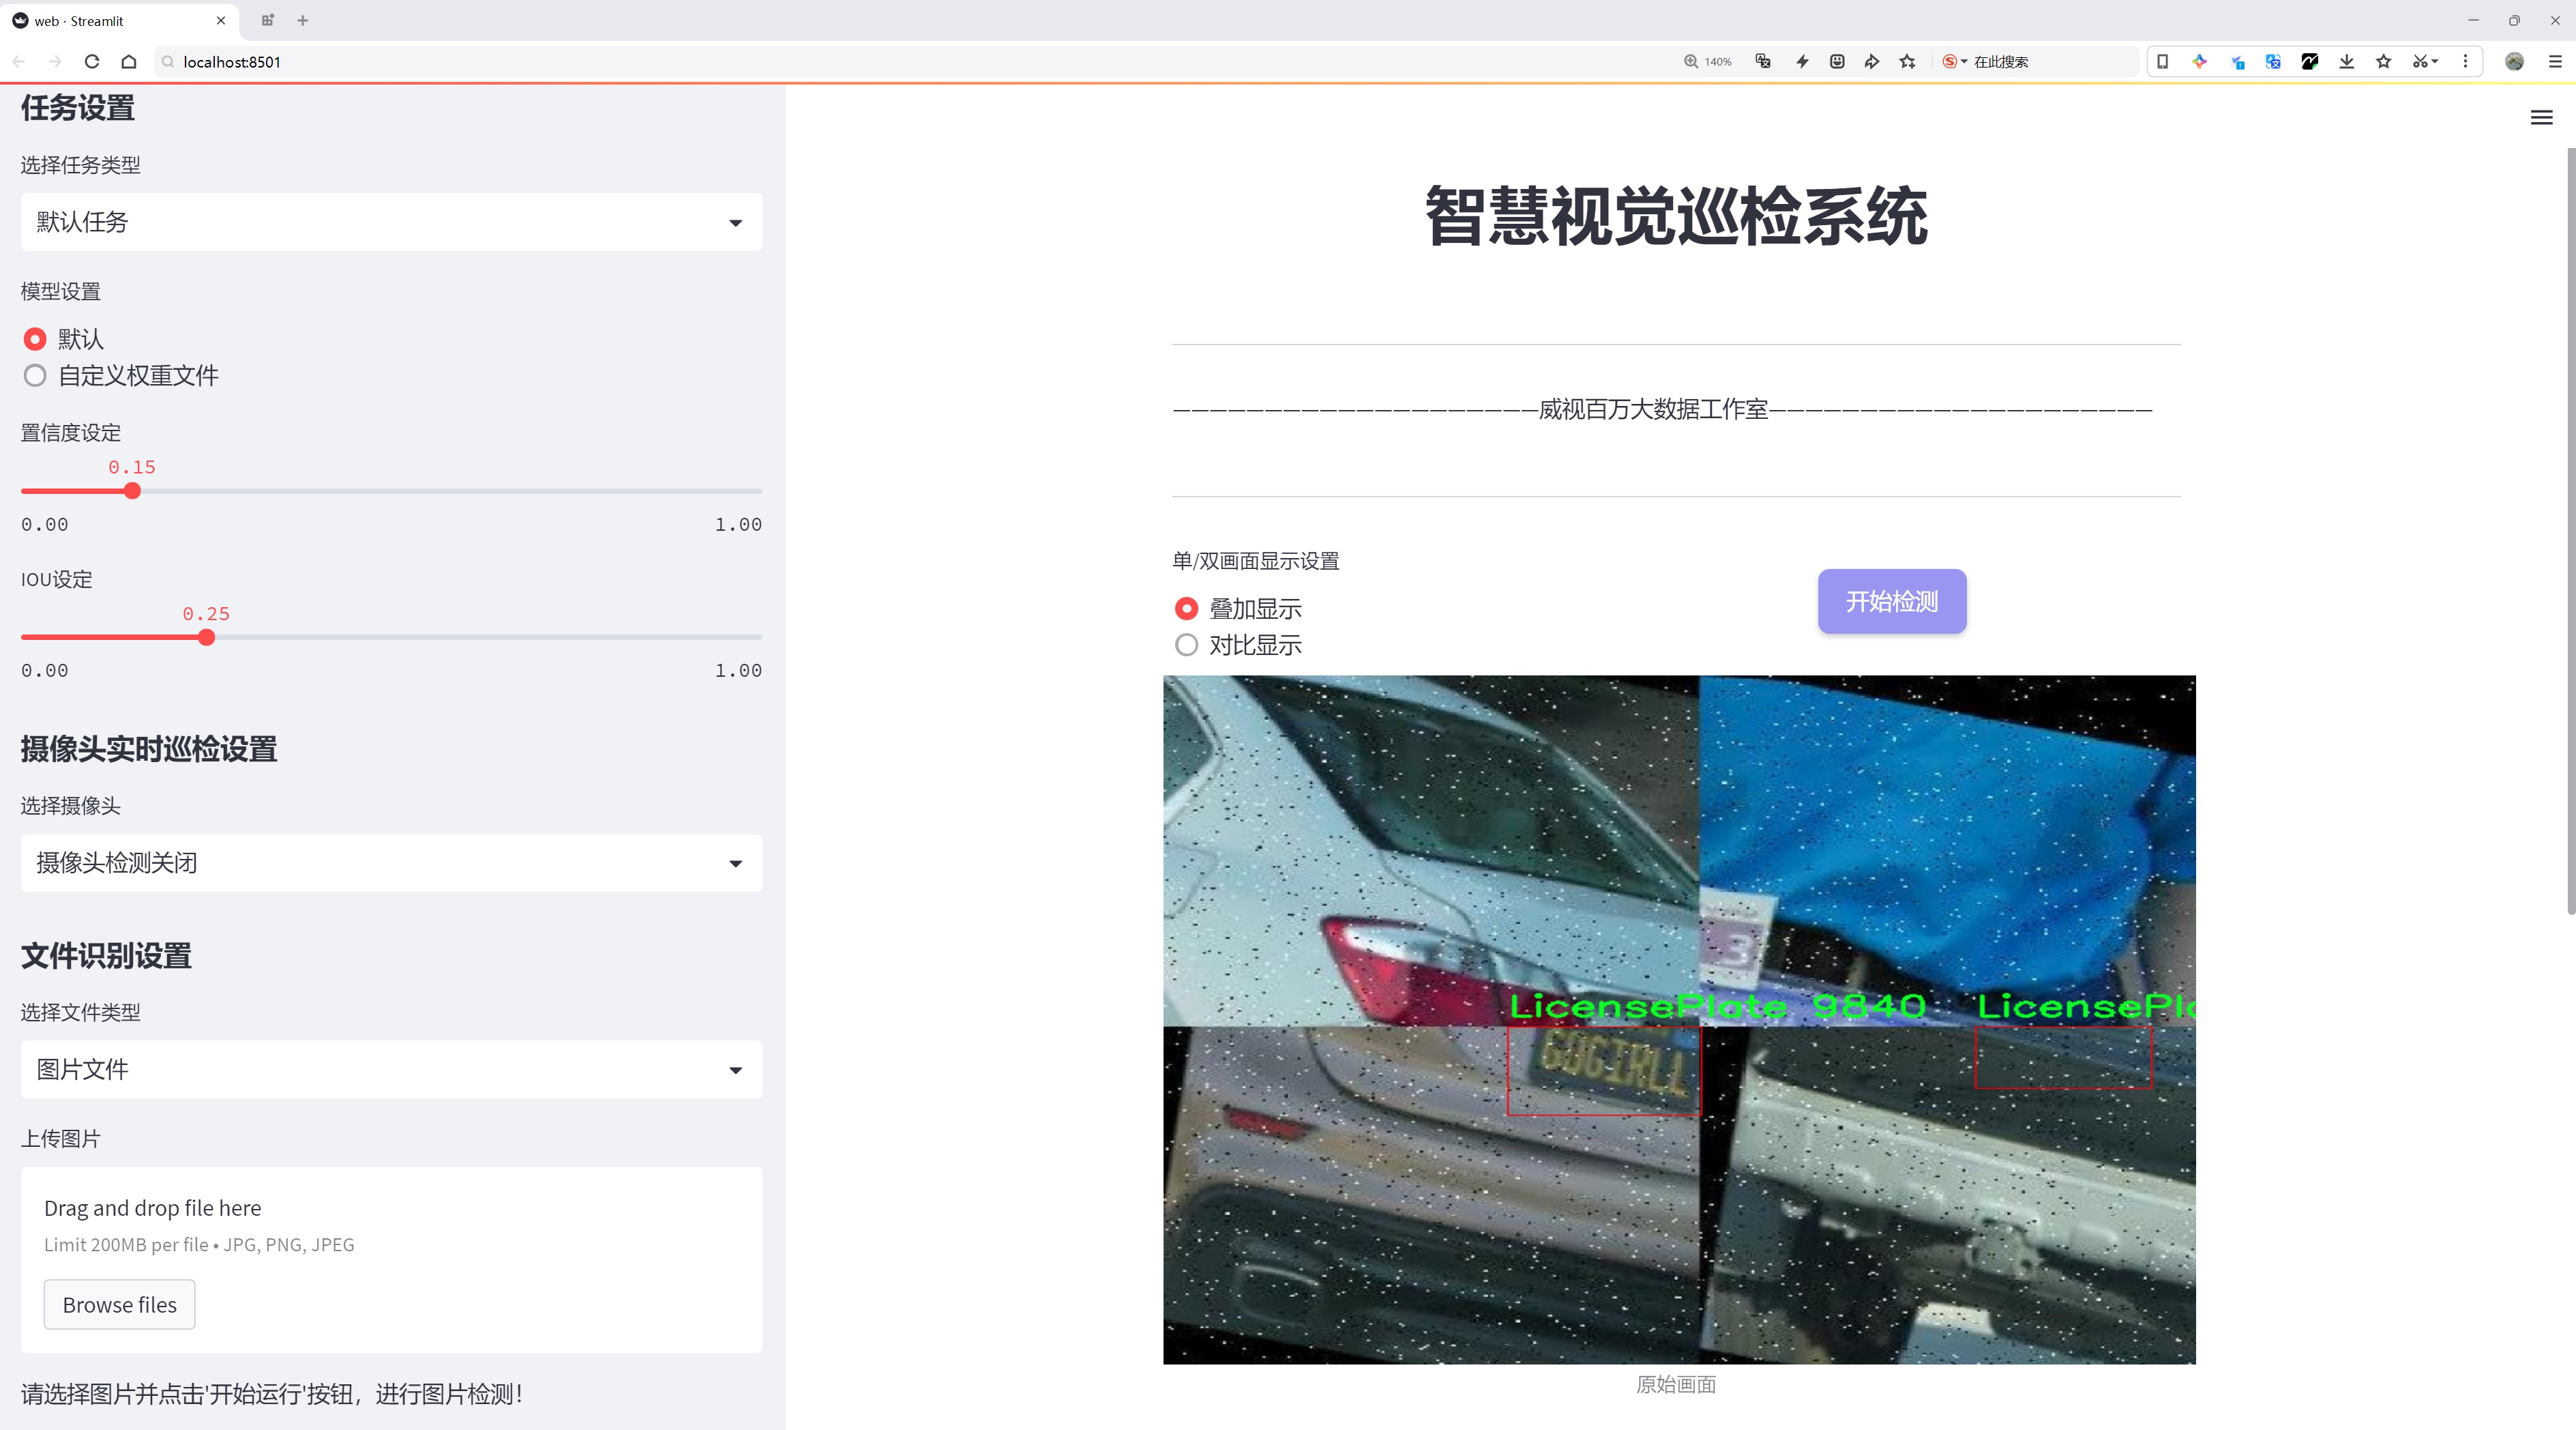 web · Streamlit
localhost:8501
140%
在此搜索
任务设置
选择任务类型
默认任务
模型设置
默认
自定义权重文件
置信度设定
0.15
0.00
1.00
IOU设定
0.25
0.00
1.00
摄像头实时巡检设置
选择摄像头
摄像头检测关闭
文件识别设置
选择文件类型
图片文件
上传图片
Drag and drop file here
Limit 200MB per file • JPG, PNG, JPEG
Browse files
请选择图片并点击'开始运行'按钮，进行图片检测！
智慧视觉巡检系统
————————————————————威视百万大数据工作室—————————————————————
单/双画面显示设置
叠加显示
对比显示
开始检测
3
LicensePlate 9840
LicensePl
GOGIRLL
原始画面